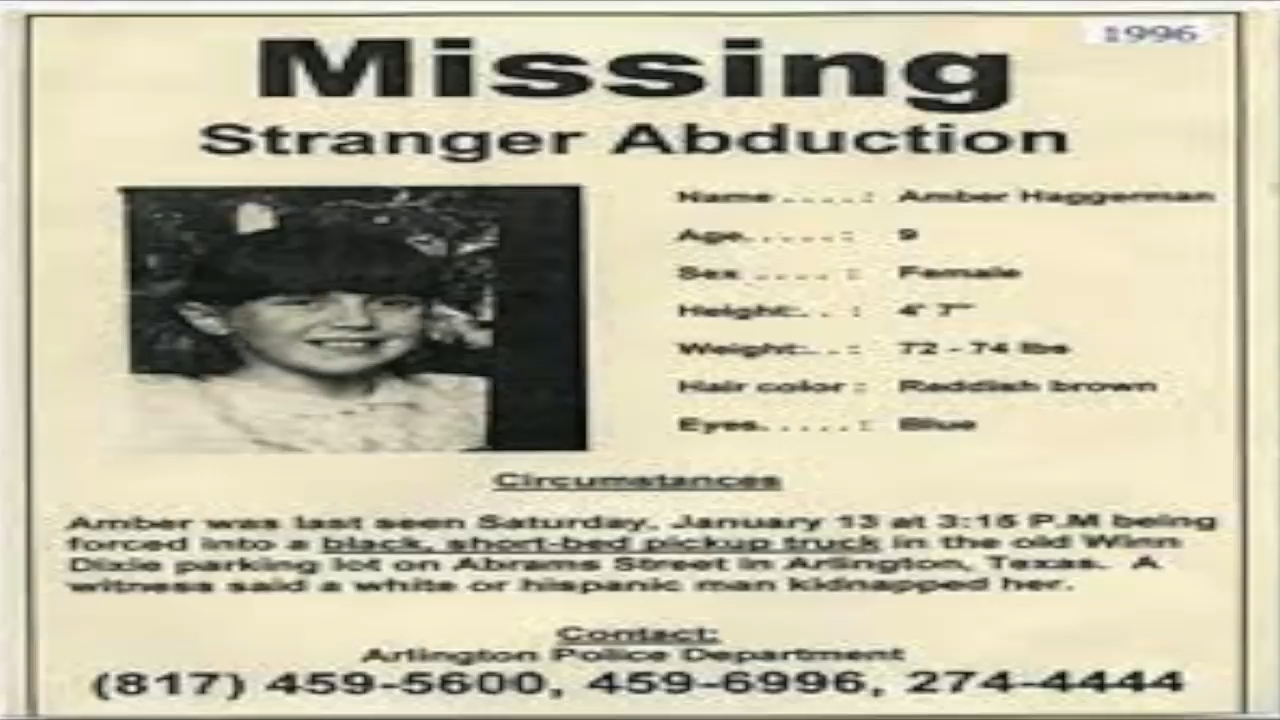 1996
Missing
Stranger Abduction
Name . . . . : Amber Haggerman
Age. . . . . : 9
Sex . . . . : Female
Height: . . : 4' 7"
Weight: . . : 72 - 74 lbs
Hair color : Reddish brown
Eyes. . . . . : Blue
Circumstances
Amber was last seen Saturday, January 13 at 3:15 P.M being
forced into a black, short-bed pickup truck in the old Winn
Dixie parking lot on Abrams Street in Arlington, Texas. A
witness said a white or hispanic man kidnapped her.
Contact:
Arlington Police Department
(817) 459-5600, 459-6996, 274-4444